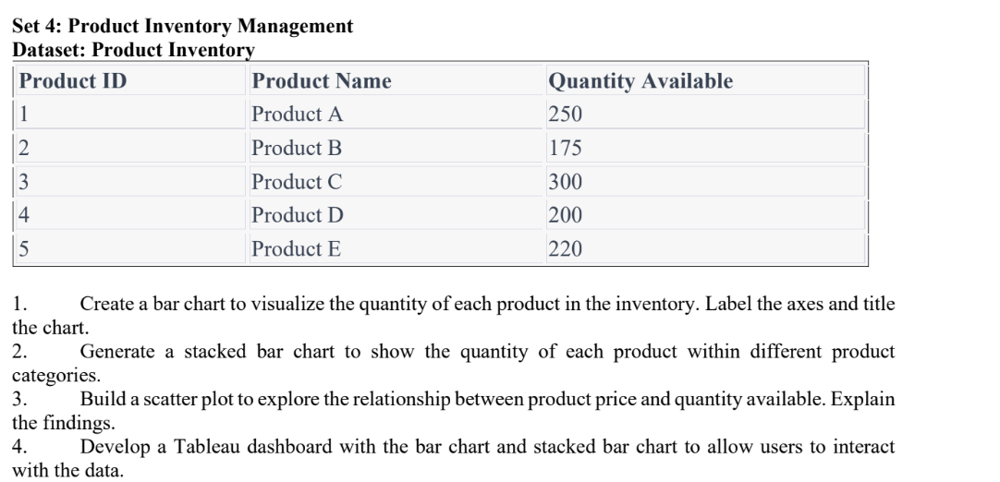 Set 4: Product Inventory Management
Dataset: Product Inventory
Product ID Product Name Quantity Available
1 Product A 250
2 Product B 175
3 Product C 300
4 Product D 200
5 Product E 220
1. Create a bar chart to visualize the quantity of each product in the inventory. Label the axes and title
the chart.
2. Generate a stacked bar chart to show the quantity of each product within different product
categories.
3. Build a scatter plot to explore the relationship between product price and quantity available. Explain
the findings.
4. Develop a Tableau dashboard with the bar chart and stacked bar chart to allow users to interact
with the data.